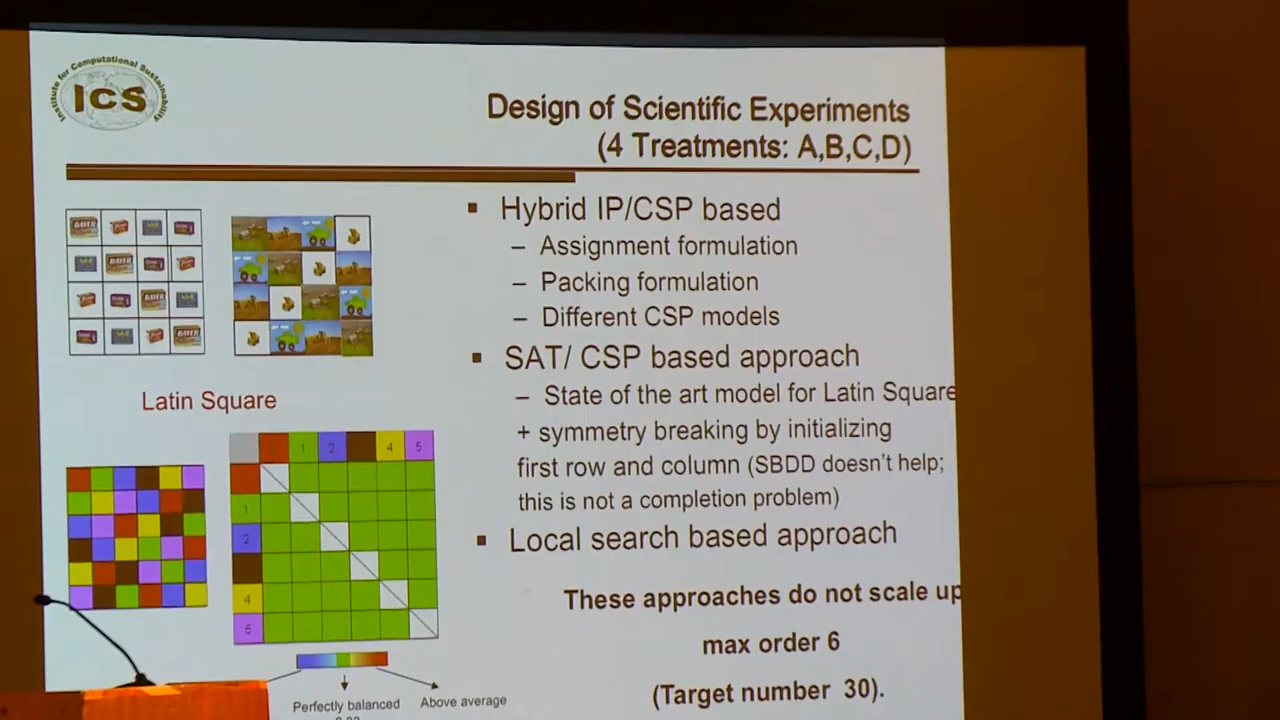 Institute for Computational Sustainability
ICS
Design of Scientific Experiments
(4 Treatments: A,B,C,D)
▪ Hybrid IP/CSP based
– Assignment formulation
– Packing formulation
– Different CSP models
▪ SAT/ CSP based approach
– State of the art model for Latin Square
+ symmetry breaking by initializing
first row and column (SBDD doesn't help;
this is not a completion problem)
▪ Local search based approach
These approaches do not scale up
max order 6
(Target number 30).
Latin Square
1 2 4 5
1
2
4
5
Perfectly balanced
Above average